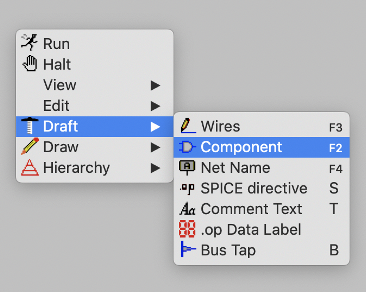 Run
Halt
View
Edit
Draft
Draw
Hierarchy
Wires F3
Component F2
Net Name F4
SPICE directive S
Comment Text T
.op Data Label
Bus Tap B